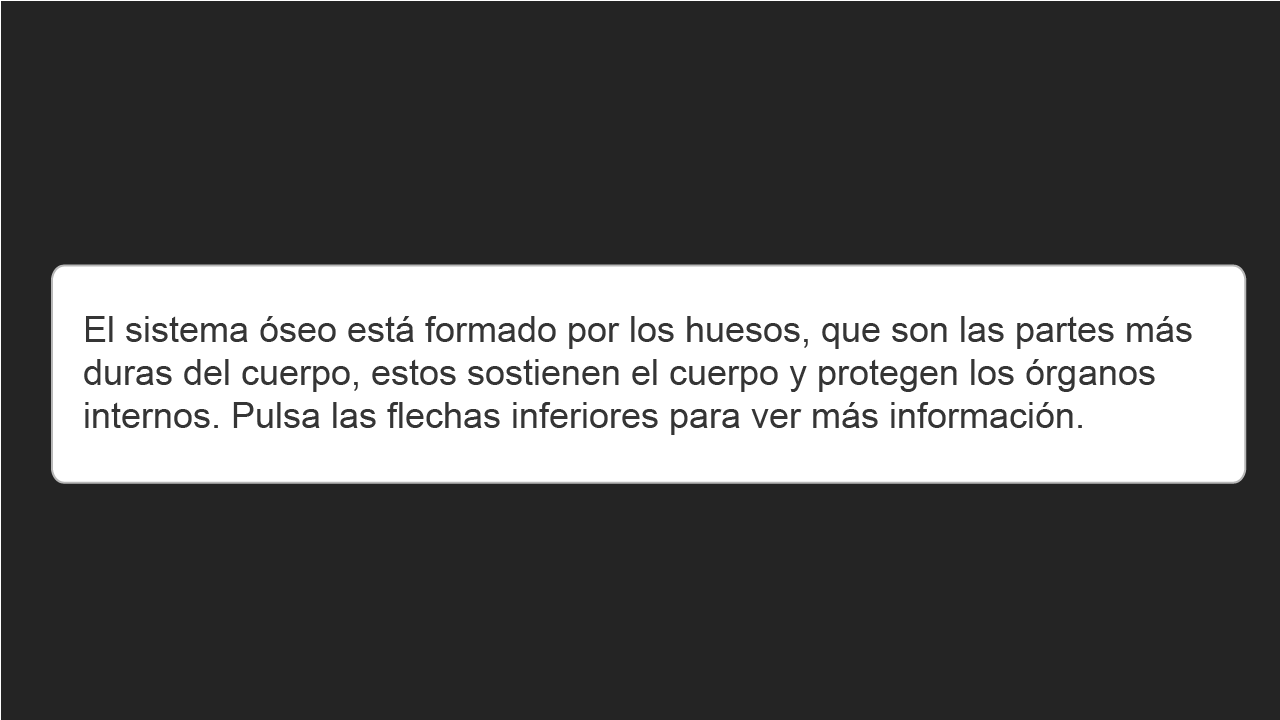 El sistema óseo está formado por los huesos, que son las partes más
duras del cuerpo, estos sostienen el cuerpo y protegen los órganos
internos. Pulsa las flechas inferiores para ver más información.